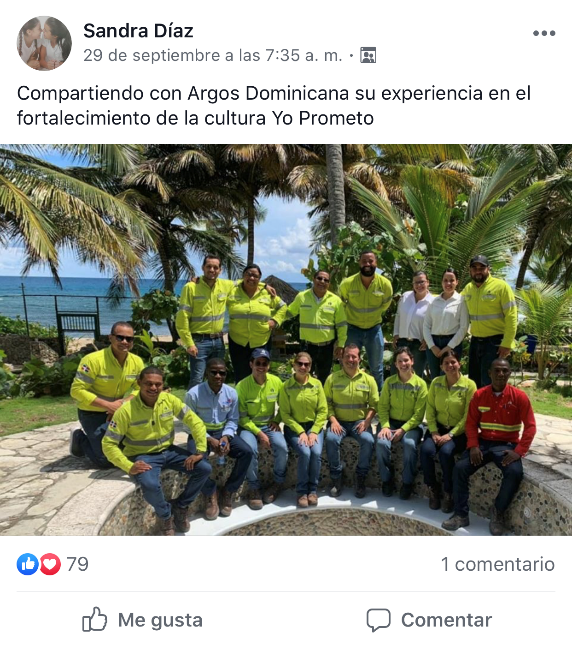 Sandra Díaz
29 de septiembre a las 7:35 a. m. ·
Compartiendo con Argos Dominicana su experiencia en el
fortalecimiento de la cultura Yo Prometo
79
1 comentario
Me gusta
Comentar